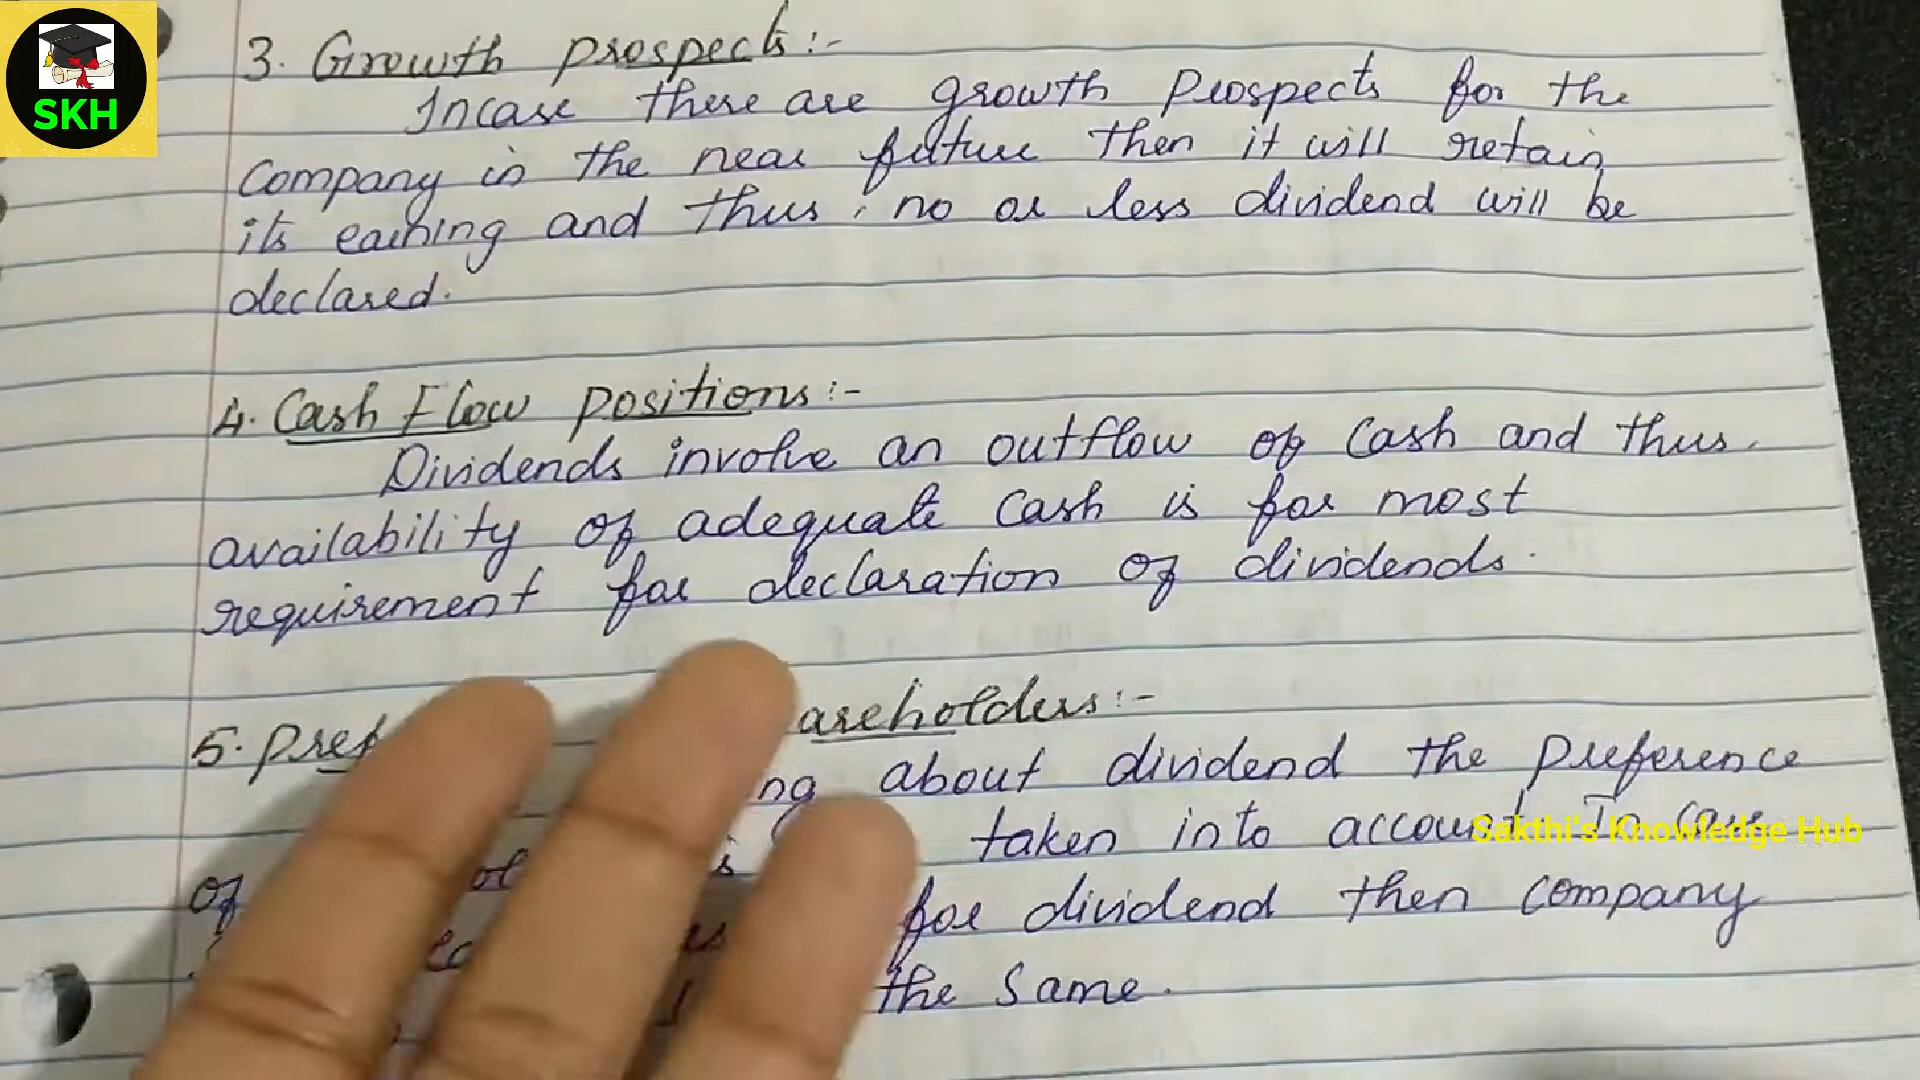 SKH
3. Growth prospects:-
Incase there are growth prospects for the
Company in the near future then it will retain
its earning and thus, no or less dividend will be
declared.
4. Cash Flow positions:-
Dividends involve an outflow of Cash and thus
availability of adequate Cash is for most
requirement for declaration of dividends.
5. Pref areholders:-
ng about dividend the preference
taken into account In case
of for dividend then company
the same.
Sakthi's Knowledge Hub